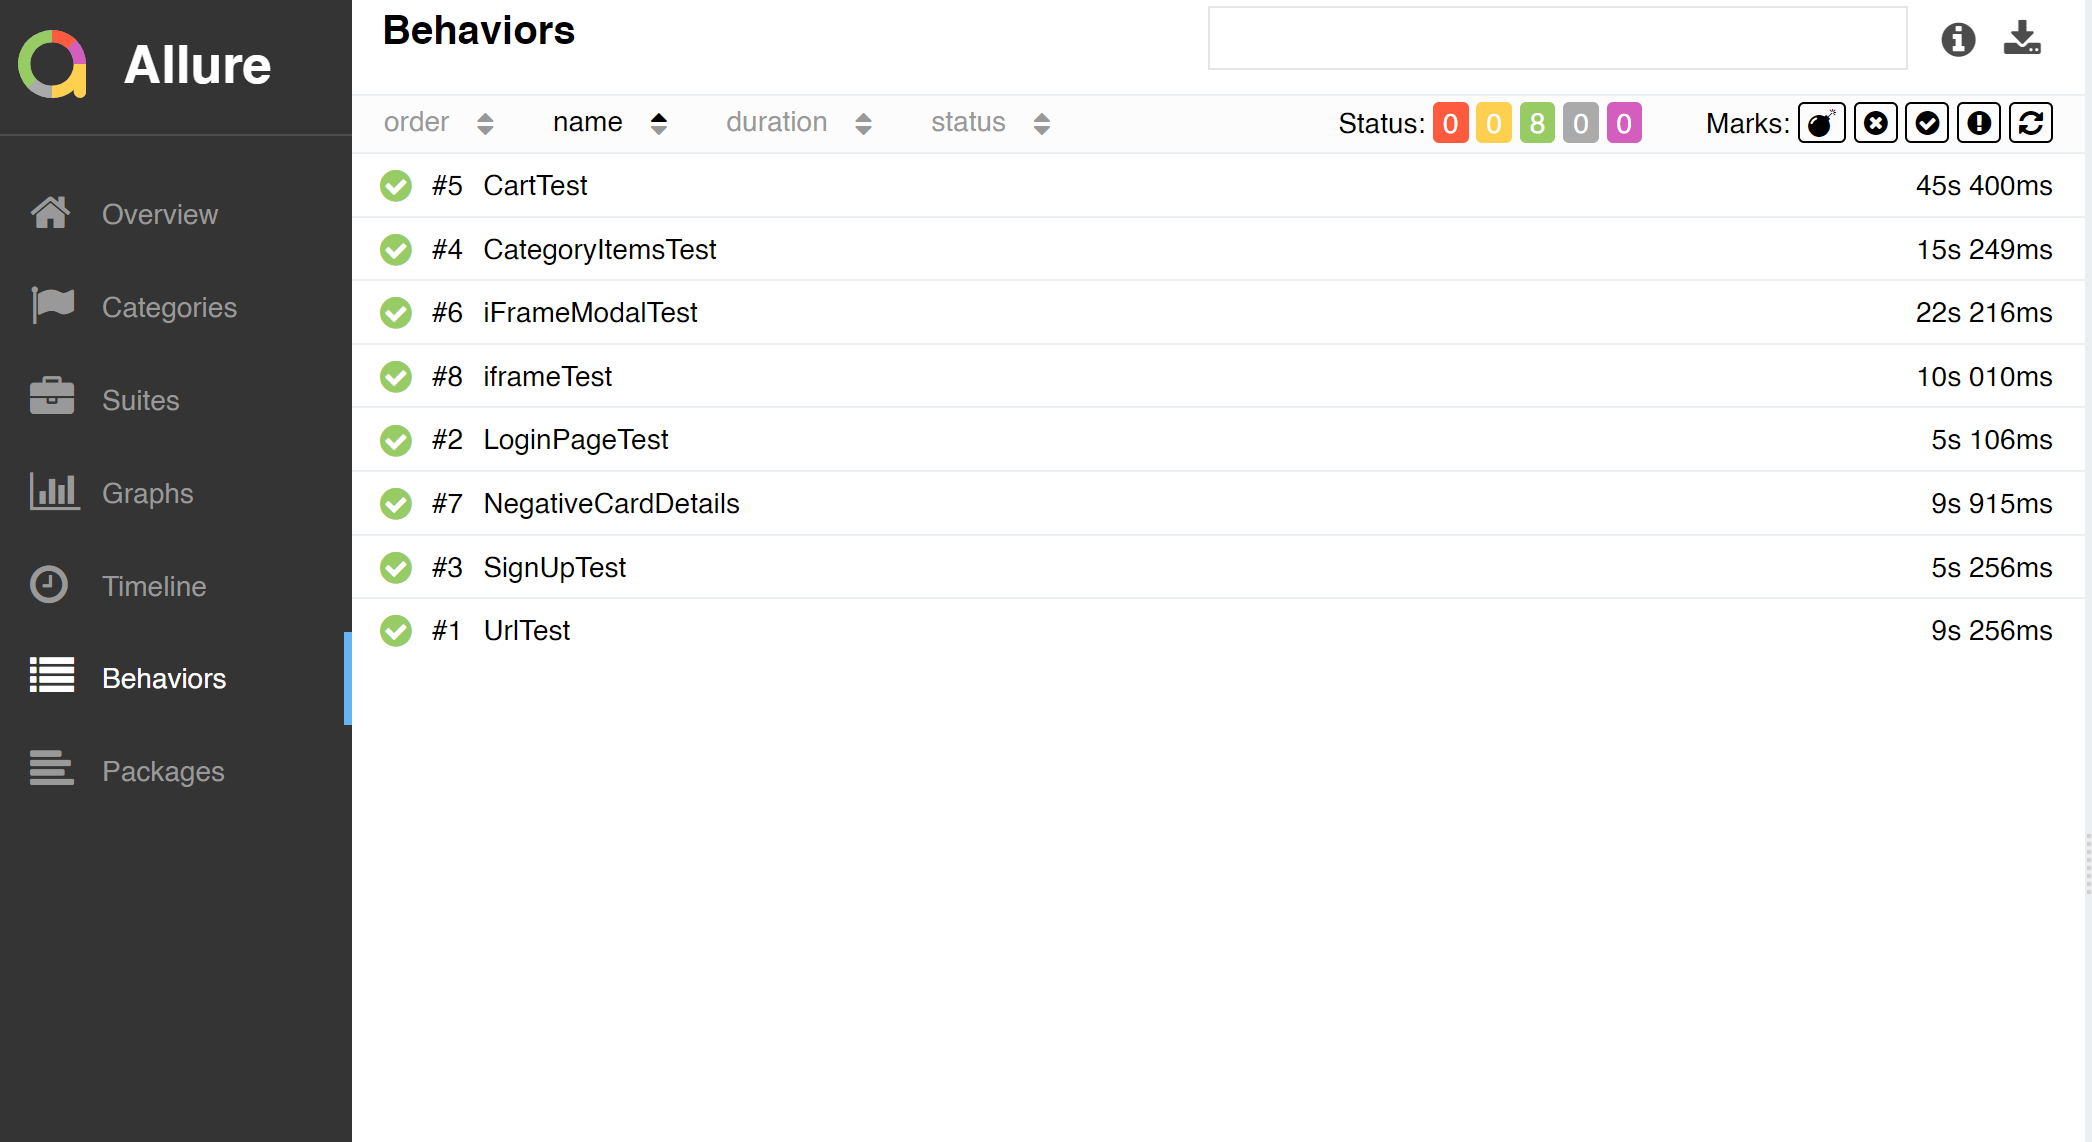 Allure
Overview
Categories
Suites
Graphs
Timeline
Behaviors
Packages
Behaviors
order name duration status Status: 0 0 8 0 0 Marks:
#5 CartTest 45s 400ms
#4 CategoryItemsTest 15s 249ms
#6 iFrameModalTest 22s 216ms
#8 iframeTest 10s 010ms
#2 LoginPageTest 5s 106ms
#7 NegativeCardDetails 9s 915ms
#3 SignUpTest 5s 256ms
#1 UrlTest 9s 256ms